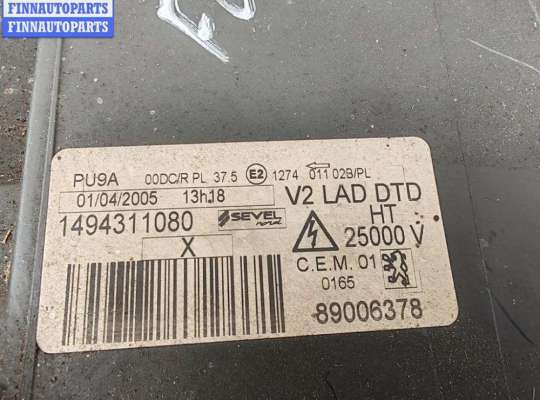 FINNAUTOPARTS
FINNAUTOPARTS
PU9A 00DC/R PL 37.5 E2 1274 011 02B/PL
01/04/2005 13h18 V2 LAD DTD
1494311080 SEVEL HT
X 25000 V
C.E.M. 01
0165
89006378